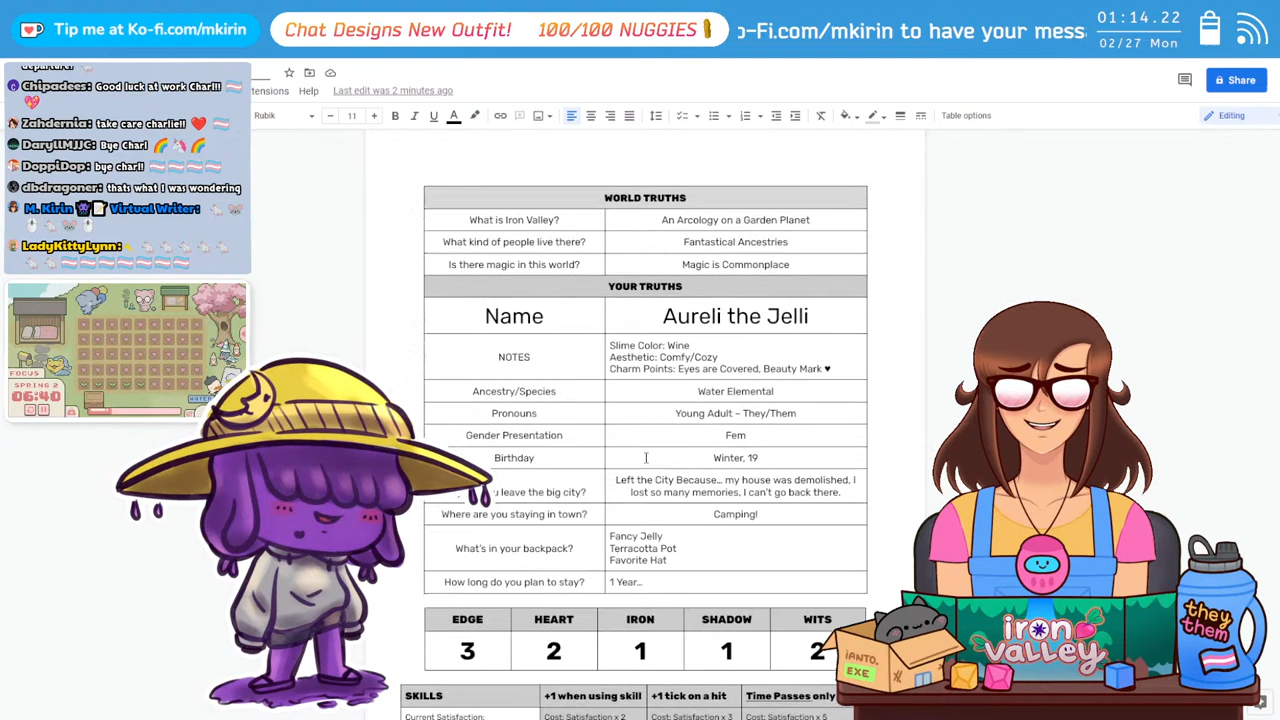 Tip me at Ko-fi.com/mkirin
Chat Designs New Outfit! 100/100 NUGGIES
o-Fi.com/mkirin to have your messa
01:14.22
02/27 Mon
departure!
Chipadees: Good luck at work Char!!!
Zahdernia: take care charlie!!
DaryllMJJC: Bye Char!
DoppiDop: bye char!!
dbdragoner: thats what I was wondering
M. Kirin Virtual Writer:
LadyKittyLynn:
FOCUS
SPRING 2
06:40
tensions Help Last edit was 2 minutes ago
Share
Rubik 11 B I U A Table options Editing
WORLD TRUTHS
What is Iron Valley? An Arcology on a Garden Planet
What kind of people live there? Fantastical Ancestries
Is there magic in this world? Magic is Commonplace
YOUR TRUTHS
Name Aureli the Jelli
NOTES
Slime Color: Wine
Aesthetic: Comfy/Cozy
Charm Points: Eyes are Covered, Beauty Mark ♥
Ancestry/Species Water Elemental
Pronouns Young Adult ~ They/Them
Gender Presentation Fem
Birthday Winter, 19
leave the big city?
Left the City Because... my house was demolished, I
lost so many memories, I can't go back there.
Where are you staying in town? Camping!
What's in your backpack?
Fancy Jelly
Terracotta Pot
Favorite Hat
How long do you plan to stay? 1 Year...
EDGE HEART IRON SHADOW WITS
3 2 1 1 2
SKILLS +1 when using skill +1 tick on a hit Time Passes only
Current Satisfaction: Cost: Satisfaction x 2 Cost: Satisfaction x 3 Cost: Satisfaction x 5
IANTO.
EXE
iron
valley
they
them